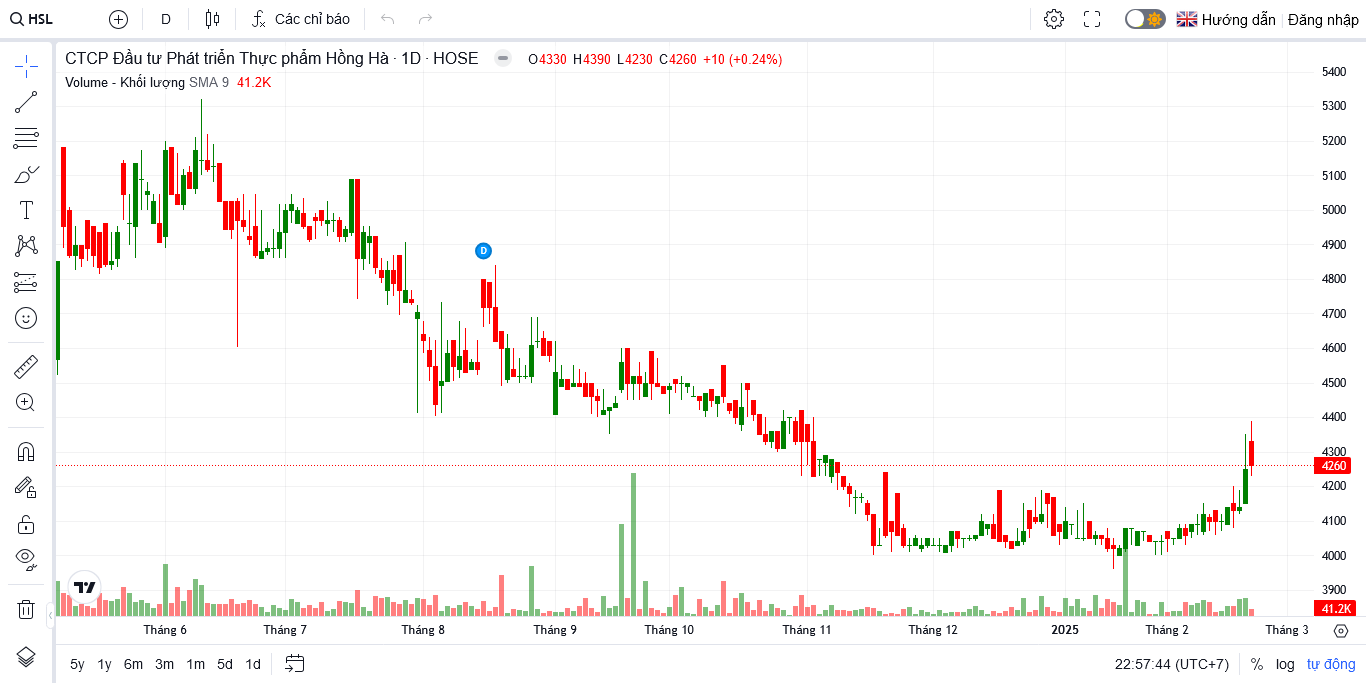 HSL D Các chỉ báo Hướng dẫn Đăng nhập
CTCP Đầu tư Phát triển Thực phẩm Hồng Hà · 1D · HOSE O4330 H4390 L4230 C4260 +10 (+0.24%)
Volume - Khối lượng SMA 9 41.2K
5400
5300
5200
5100
5000
4900
D
4800
4700
4600
4500
4400
4300
4260
4200
4100
4000
3900
41.2K
Tháng 6 Tháng 7 Tháng 8 Tháng 9 Tháng 10 Tháng 11 Tháng 12 2025 Tháng 2 Tháng 3
5y 1y 6m 3m 1m 5d 1d 22:57:44 (UTC+7) % log tự động